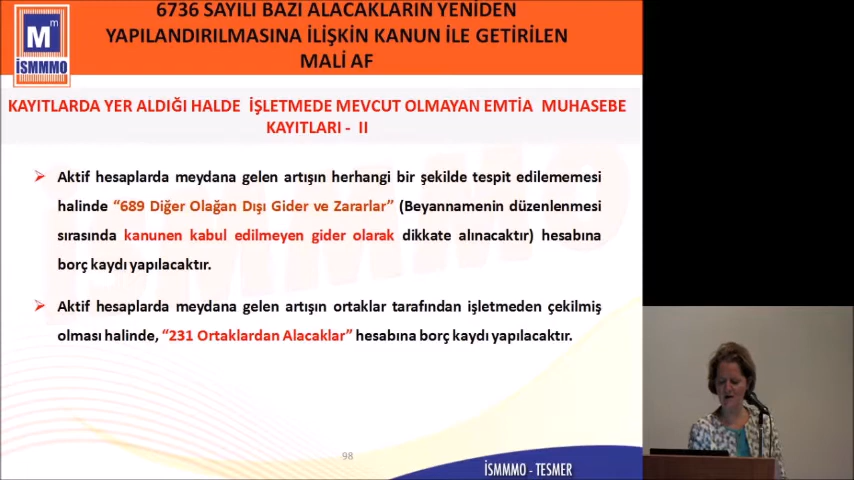 6736 SAYILI BAZI ALACAKLARIN YENİDEN
YAPILANDIRILMASINA İLİŞKİN KANUN İLE GETİRİLEN
MALİ AF
Mm
İSMMMO
KAYITLARDA YER ALDIĞI HALDE İŞLETMEDE MEVCUT OLMAYAN EMTİA MUHASEBE
KAYITLARI - II
Aktif hesaplarda meydana gelen artışın herhangi bir şekilde tespit edilememesi
halinde “689 Diğer Olağan Dışı Gider ve Zararlar” (Beyannamenin düzenlenmesi
sırasında kanunen kabul edilmeyen gider olarak dikkate alınacaktır) hesabına
borç kaydı yapılacaktır.
Aktif hesaplarda meydana gelen artışın ortaklar tarafından işletmeden çekilmiş
olması halinde, “231 Ortaklardan Alacaklar” hesabına borç kaydı yapılacaktır.
98
İSMMMO - TESMER